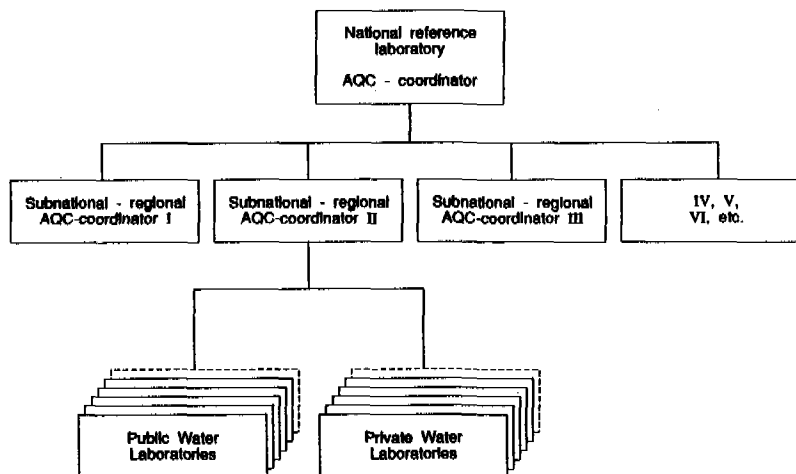 National reference
laboratory
AQC - coordinator
Subnational - regional
AQC-coordinator I
Subnational - regional
AQC-coordinator II
Subnational - regional
AQC-coordinator III
IV, V,
VI, etc.
Public Water
Laboratories
Private Water
Laboratories